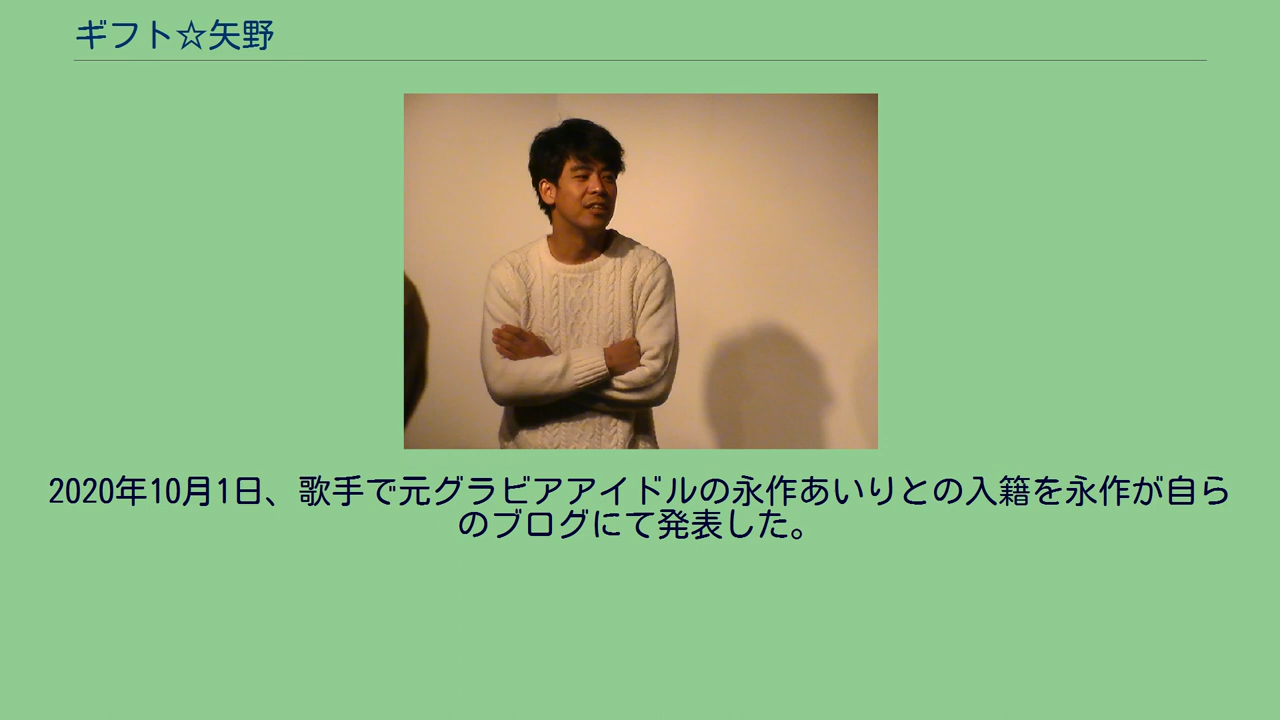 ギフト☆矢野
2020年10月1日、歌手で元グラビアアイドルの永作あいりとの入籍を永作が自ら
のブログにて発表した。